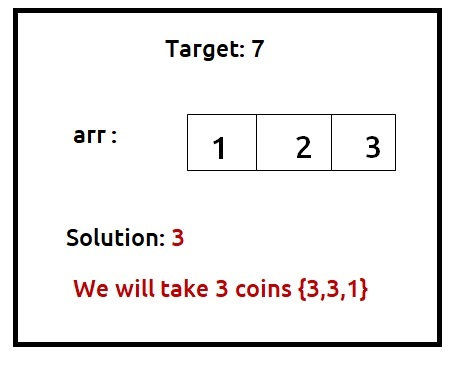 Target: 7
arr : 1 2 3
Solution: 3
We will take 3 coins {3,3,1}